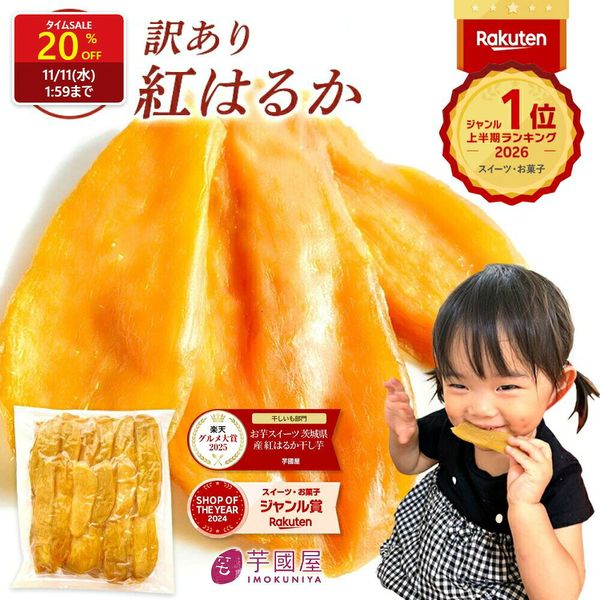 タイムSALE
20%OFF
11/11(水)
1:59まで
訳あり
紅はるか
Rakuten
ジャンル1位
上半期ランキング
2026
スイーツ・お菓子
楽天
グルメ大賞
2025
干しいも部門
お芋スイーツ 茨城県
産 紅はるか干し芋
芋國屋
SHOP OF
THE YEAR
2024
スイーツ・お菓子
ジャンル賞
Rakuten
芋國屋
IMOKUNIYA